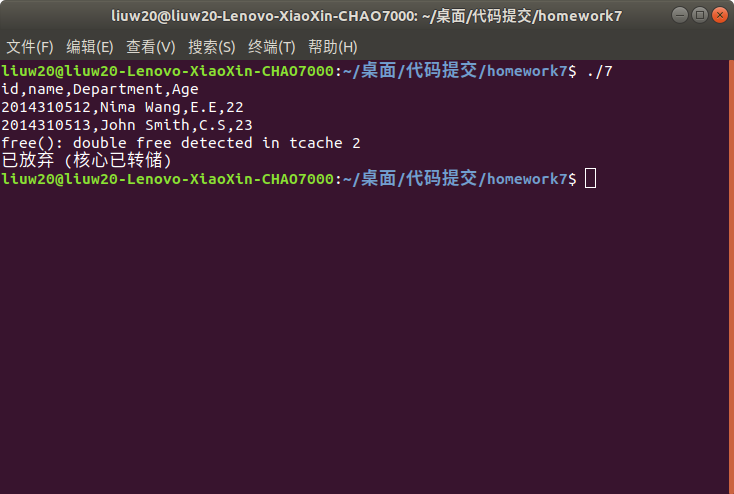 liuw20@liuw20-Lenovo-XiaoXin-CHAO7000: ~/桌面/代码提交/homework7
文件(F) 编辑(E) 查看(V) 搜索(S) 终端(T) 帮助(H)
liuw20@liuw20-Lenovo-XiaoXin-CHAO7000:~/桌面/代码提交/homework7$ ./7
id,name,Department,Age
2014310512,Nima Wang,E.E,22
2014310513,John Smith,C.S,23
free(): double free detected in tcache 2
已放弃 (核心已转储)
liuw20@liuw20-Lenovo-XiaoXin-CHAO7000:~/桌面/代码提交/homework7$